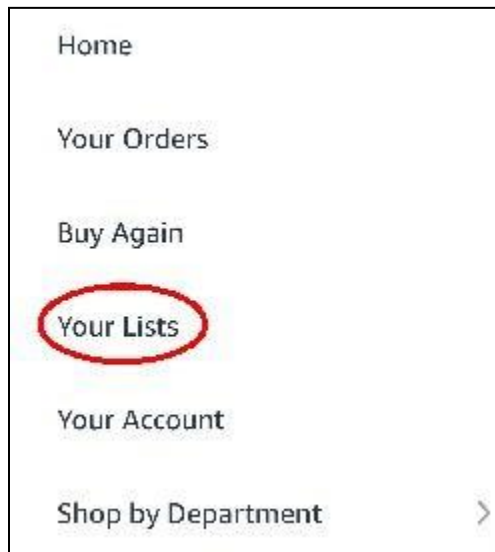 Home
Your Orders
Buy Again
Your Lists
Your Account
Shop by Department